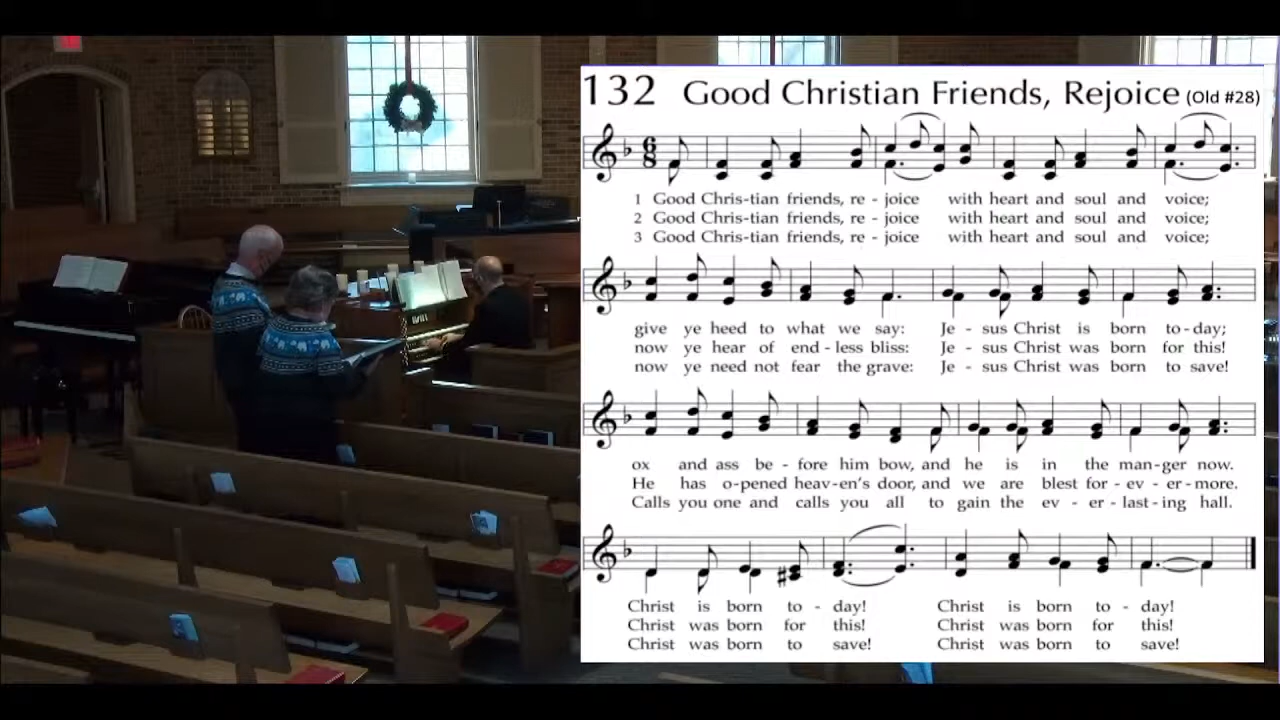 132 Good Christian Friends, Rejoice (Old #28)
6
8
1 Good Chris-tian friends, re - joice with heart and soul and voice;
2 Good Chris-tian friends, re - joice with heart and soul and voice;
3 Good Chris-tian friends, re - joice with heart and soul and voice;
give ye heed to what we say: Je - sus Christ is born to-day;
now ye hear of end-less bliss: Je - sus Christ was born for this!
now ye need not fear the grave: Je - sus Christ was born to save!
ox and ass be - fore him bow, and he is in the man-ger now.
He has o-pened heav-en's door, and we are blest for - ev - er-more.
Calls you one and calls you all to gain the ev - er-last-ing hall.
Christ is born to - day! Christ is born to - day!
Christ was born for this! Christ was born for this!
Christ was born to save! Christ was born to save!